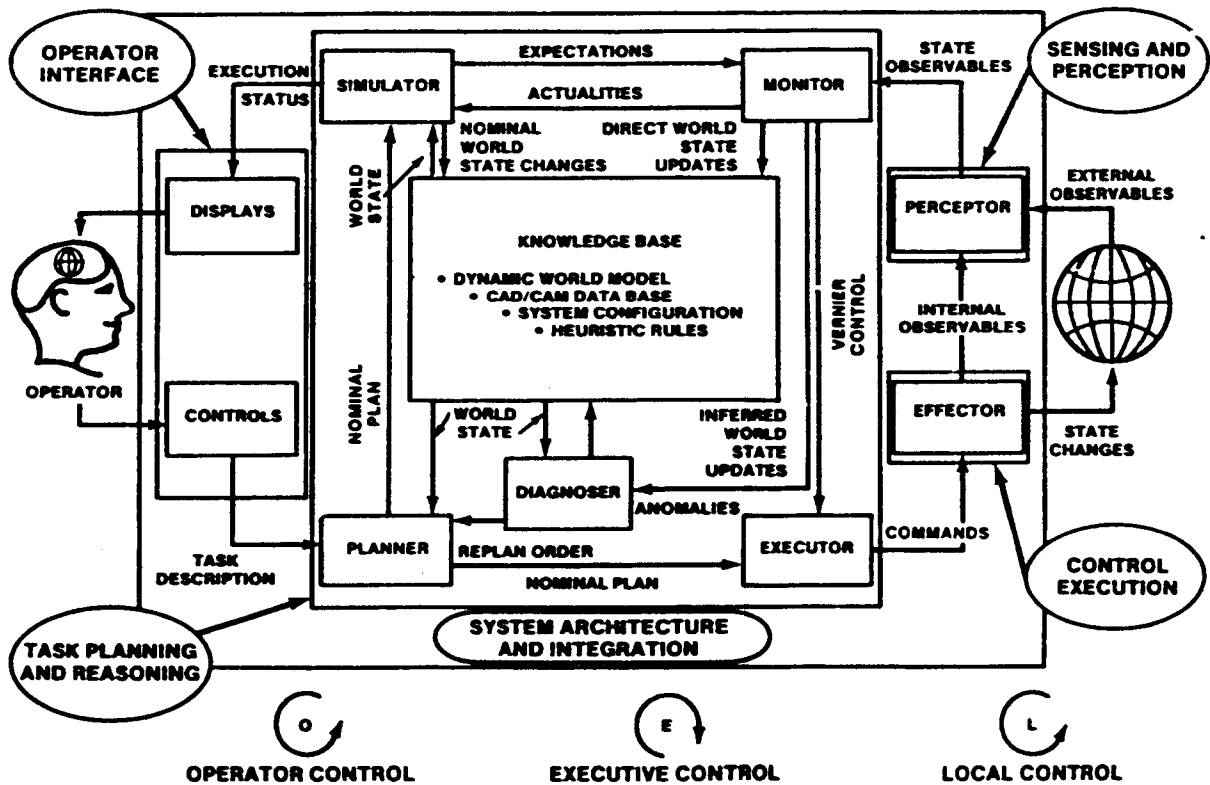 OPERATOR
INTERFACE
EXECUTION
STATUS
SIMULATOR
EXPECTATIONS
ACTUALITIES
MONITOR
STATE
OBSERVABLES
SENSING AND
PERCEPTION
NOMINAL
WORLD
STATE CHANGES
DIRECT WORLD
STATE
UPDATES
WORLD
STATE
DISPLAYS
PERCEPTOR
EXTERNAL
OBSERVABLES
KNOWLEDGE BASE
• DYNAMIC WORLD MODEL
• CAD/CAM DATA BASE
• SYSTEM CONFIGURATION
• HEURISTIC RULES
VERNIER
CONTROL
INTERNAL
OBSERVABLES
OPERATOR
CONTROLS
NOMINAL
PLAN
WORLD
STATE
INFERRED
WORLD
STATE
UPDATES
EFFECTOR
STATE
CHANGES
DIAGNOSER
ANOMALIES
PLANNER
REPLAN ORDER
NOMINAL PLAN
EXECUTOR
COMMANDS
TASK
DESCRIPTION
CONTROL
EXECUTION
TASK PLANNING
AND REASONING
SYSTEM ARCHITECTURE
AND INTEGRATION
O
OPERATOR CONTROL
E
EXECUTIVE CONTROL
L
LOCAL CONTROL